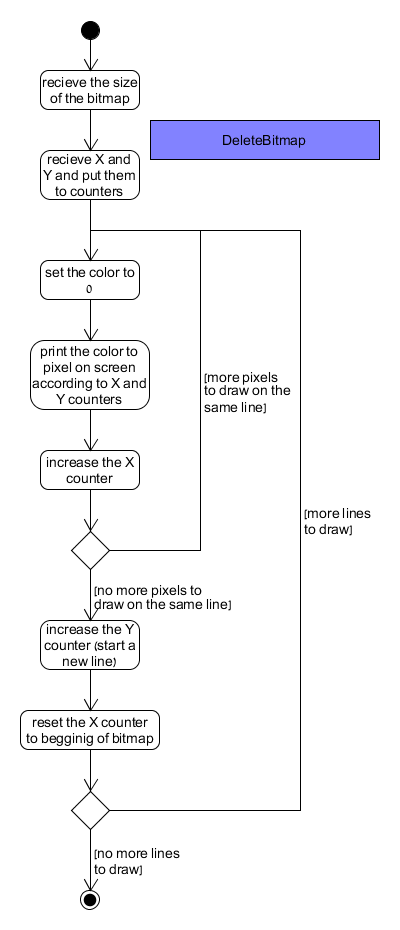 recieve the size
of the bitmap
DeleteBitmap
recieve X and
Y and put them
to counters
set the color to
0
print the color to
pixel on screen
according to X and
Y counters
[more pixels
to draw on the
same line]
increase the X
counter
[more lines
to draw]
[no more pixels to
draw on the same line]
increase the Y
counter (start a
new line)
reset the X counter
to begginig of bitmap
[no more lines
to draw]